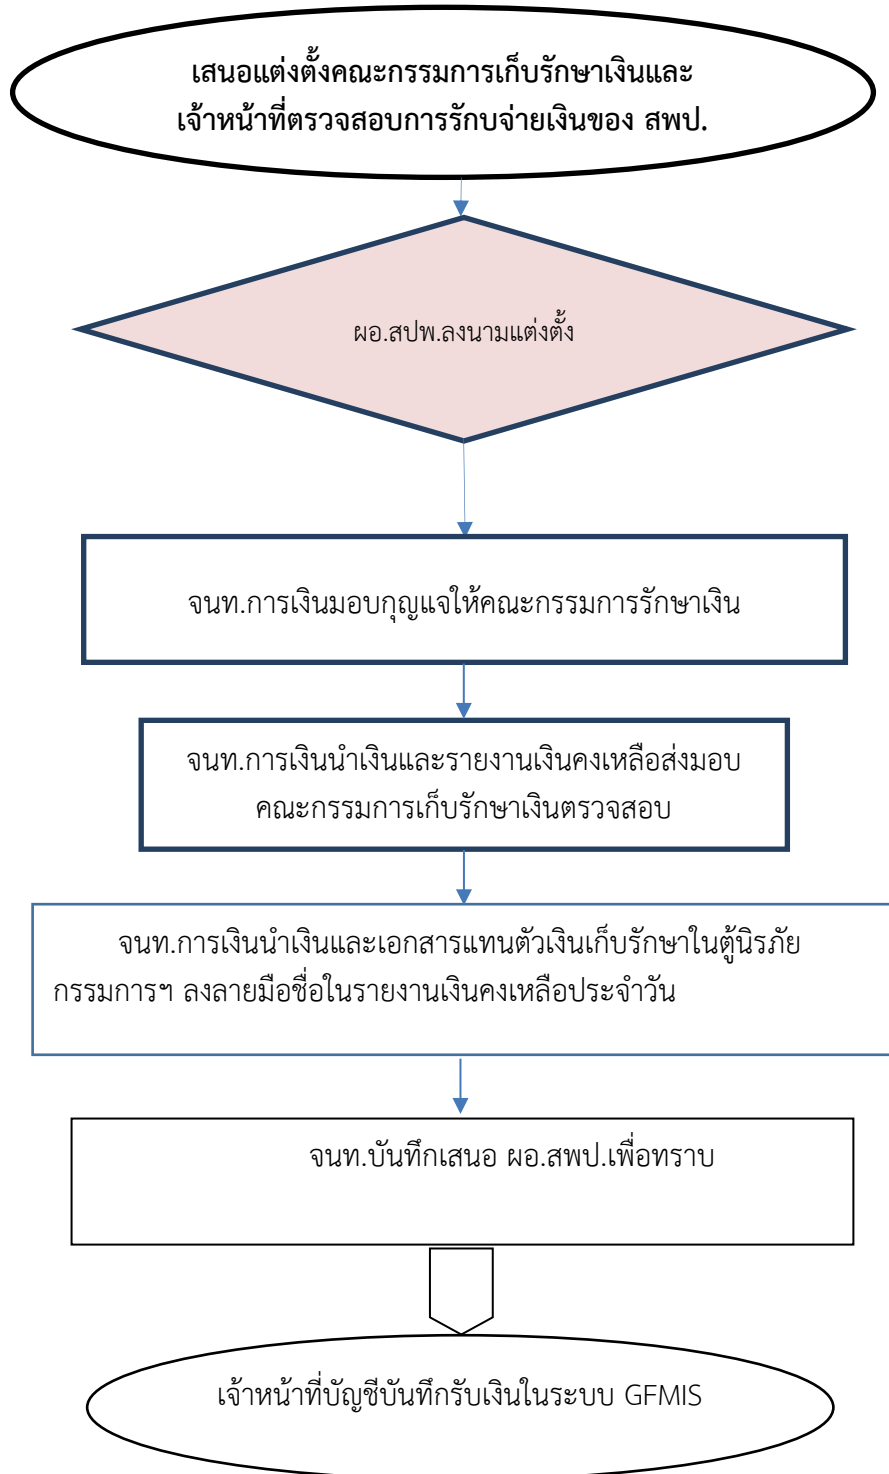 เสนอแต่งตั้งคณะกรรมการเก็บรักษาเงินและ
เจ้าหน้าที่ตรวจสอบการรักบจ่ายเงินของ สพป.
ผอ.สปพ.ลงนามแต่งตั้ง
จนท.การเงินมอบกุญแจให้คณะกรรมการรักษาเงิน
จนท.การเงินนำเงินและรายงานเงินคงเหลือส่งมอบ
คณะกรรมการเก็บรักษาเงินตรวจสอบ
จนท.การเงินนำเงินและเอกสารแทนตัวเงินเก็บรักษาในตู้นิรภัย
กรรมการฯ ลงลายมือชื่อในรายงานเงินคงเหลือประจำวัน
จนท.บันทึกเสนอ ผอ.สพป.เพื่อทราบ
เจ้าหน้าที่บัญชีบันทึกรับเงินในระบบ GFMIS